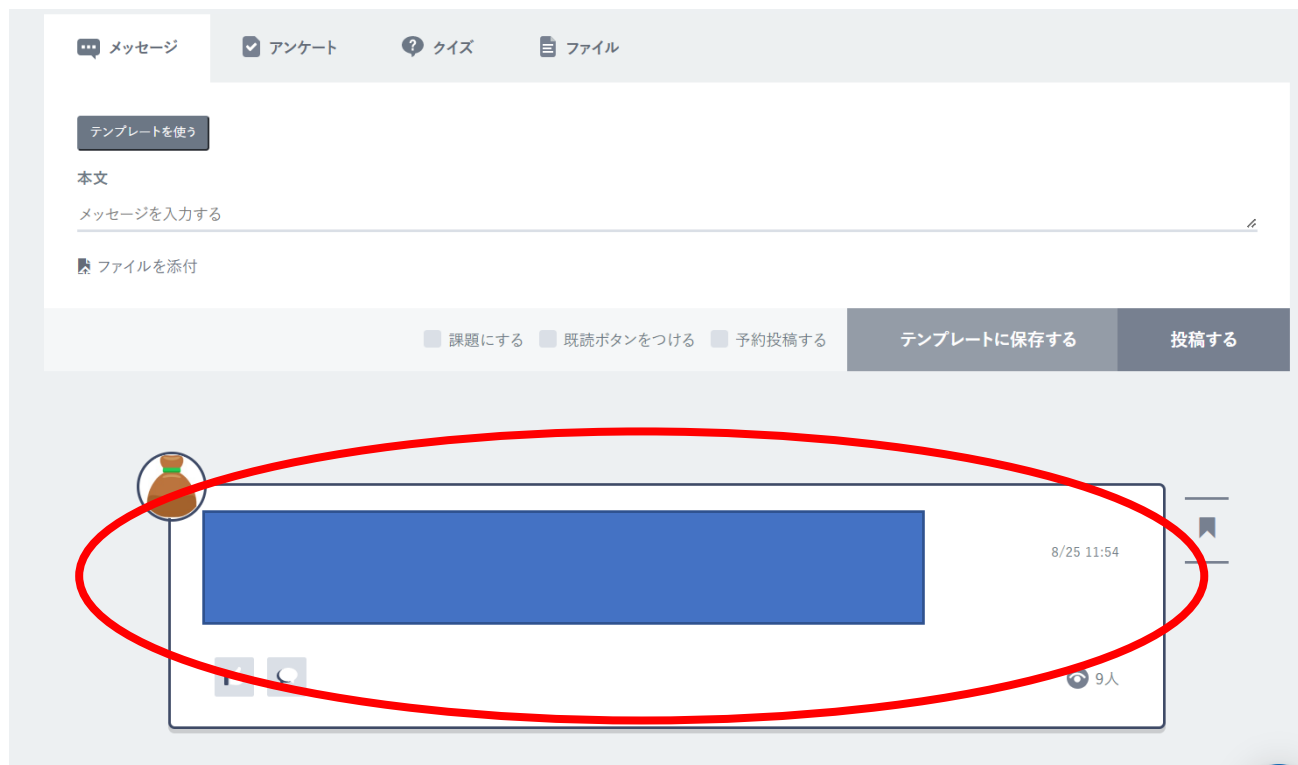 メッセージ アンケート クイズ ファイル
テンプレートを使う
本文
メッセージを入力する
ファイルを添付
課題にする 既読ボタンをつける 予約投稿する テンプレートに保存する 投稿する
8/25 11:54
9人